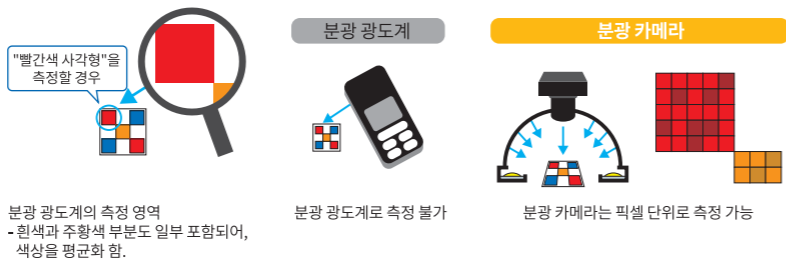 "빨간색 사각형"을
측정할 경우
분광 광도계
분광 카메라
분광 광도계의 측정 영역
- 흰색과 주황색 부분도 일부 포함되어,
색상을 평균화 함.
분광 광도계로 측정 불가
분광 카메라는 픽셀 단위로 측정 가능